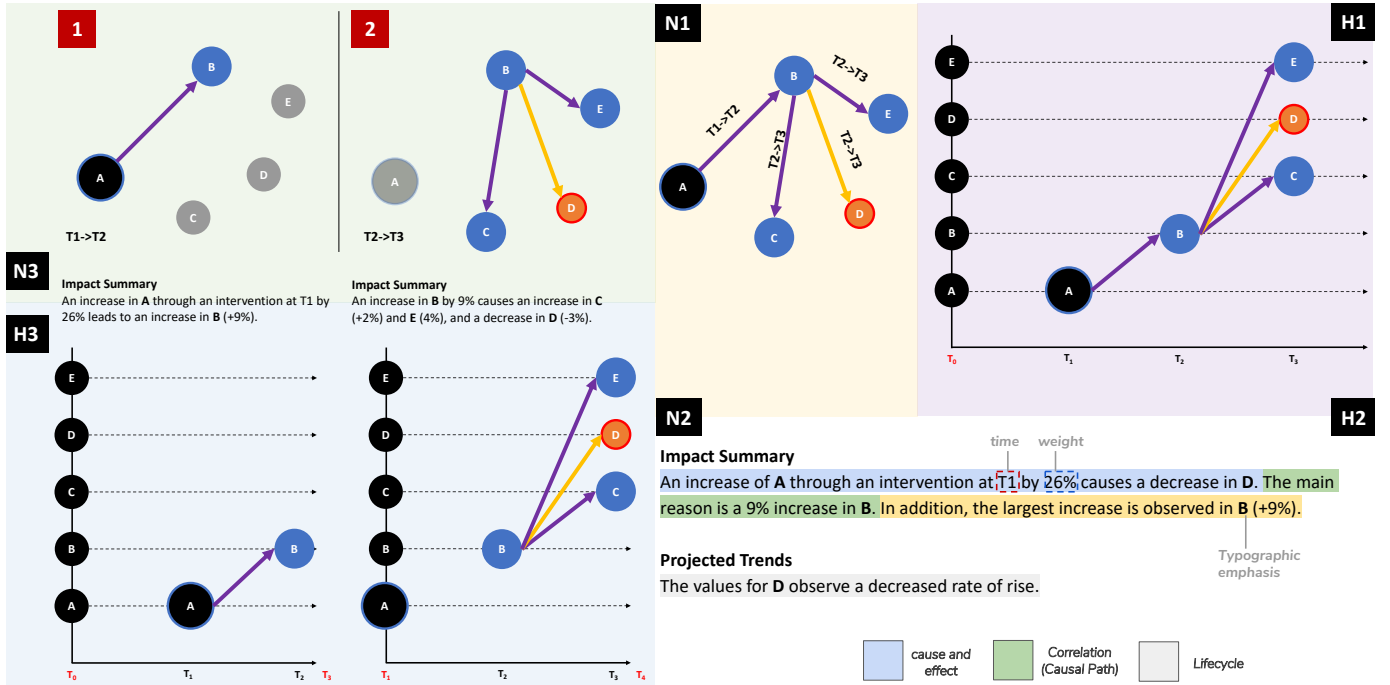 1
B
E
A
D
C
T1->T2
N3
Impact Summary
An increase in A through an intervention at T1 by
26% leads to an increase in B (+9%).
2
B
E
A
D
C
T2->T3
Impact Summary
An increase in B by 9% causes an increase in C
(+2%) and E (4%), and a decrease in D (-3%).
N1
B
T2->T3
E
T1->T2
T2->T3
T2->T3
A
D
C
H1
E
E
D
D
C
C
B
B
A
A
T0
T1
T2
T3
H3
E
D
C
B
B
A
A
T0
T1
T2
T3
E
E
D
D
C
C
B
B
A
T1
T2
T3
T4
N2
H2
time
weight
Impact Summary
An increase of A through an intervention at T1 by 26% causes a decrease in D. The main
reason is a 9% increase in B. In addition, the largest increase is observed in B (+9%).
Typographic
emphasis
Projected Trends
The values for D observe a decreased rate of rise.
cause and
effect
Correlation
(Causal Path)
Lifecycle